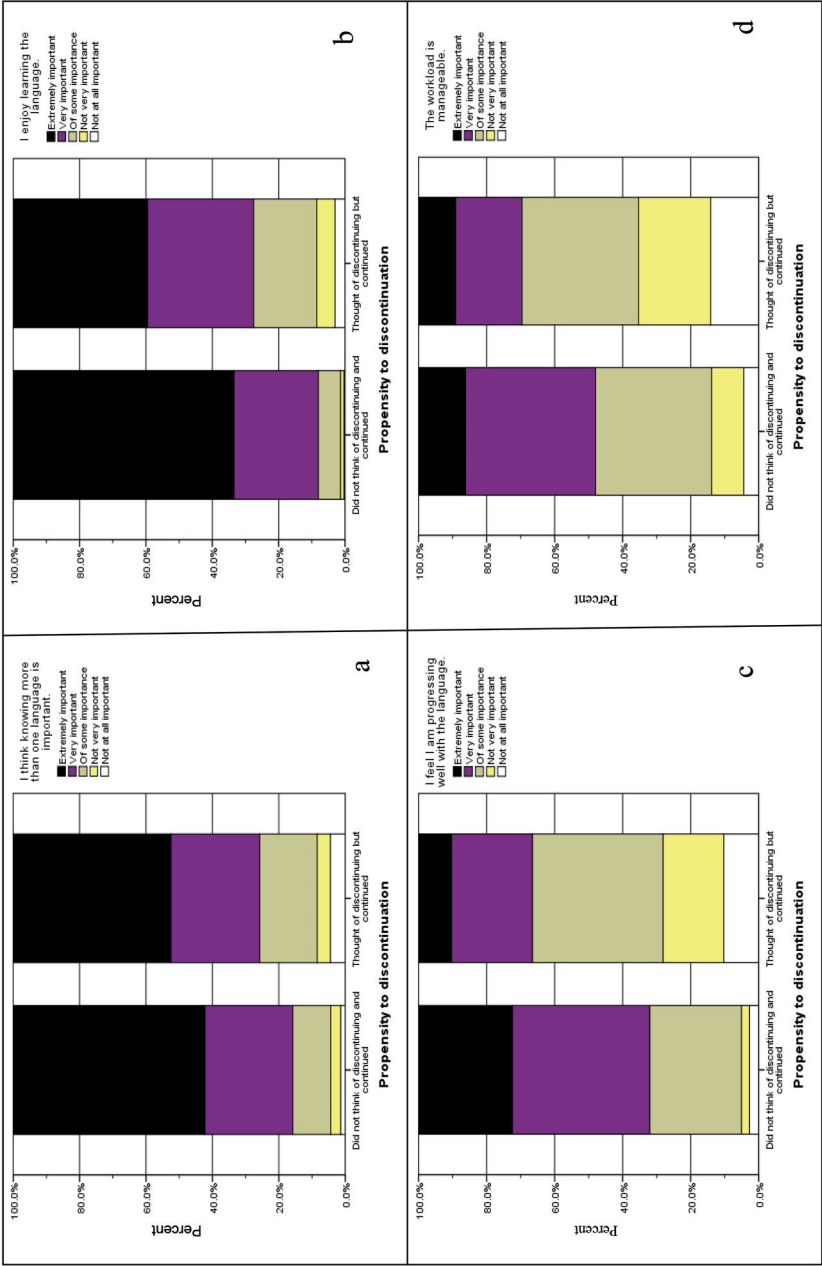 100.0%
80.0%
60.0%
40.0%
20.0%
0.0%
Percent
Did not think of discontinuing and
continued
Thought of discontinuing but
continued
Propensity to discontinuation
I think knowing more
than one language is
important.
Extremely important
Very important
Of some importance
Not very important
Not at all important
a
100.0%
80.0%
60.0%
40.0%
20.0%
0.0%
Percent
Did not think of discontinuing and
continued
Thought of discontinuing but
continued
Propensity to discontinuation
I enjoy learning the
language.
Extremely important
Very important
Of some importance
Not very important
Not at all important
b
100.0%
80.0%
60.0%
40.0%
20.0%
0.0%
Percent
Did not think of discontinuing and
continued
Thought of discontinuing but
continued
Propensity to discontinuation
I feel I am progressing
well with the language.
Extremely important
Very important
Of some importance
Not very important
Not at all important
c
100.0%
80.0%
60.0%
40.0%
20.0%
0.0%
Percent
Did not think of discontinuing and
continued
Thought of discontinuing but
continued
Propensity to discontinuation
The workload is
manageable.
Extremely important
Very important
Of some importance
Not very important
Not at all important
d